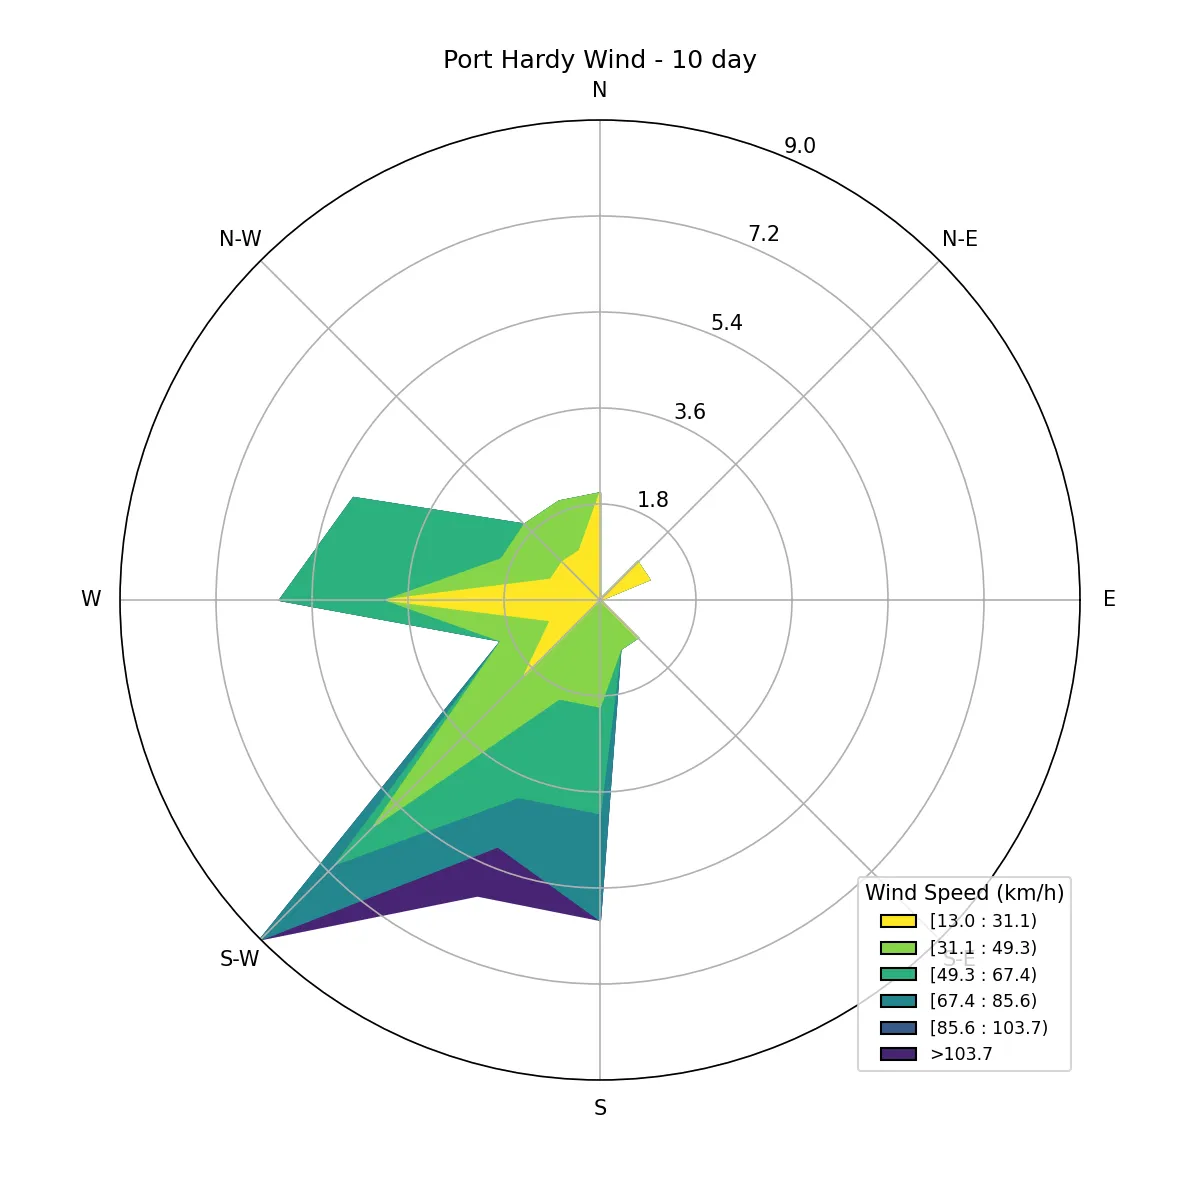 Port Hardy Wind - 10 day
N
9.0
7.2
N-W
N-E
5.4
3.6
1.8
W
E
S-W
S-E
S
Wind Speed (km/h)
[13.0 : 31.1)
[31.1 : 49.3)
[49.3 : 67.4)
[67.4 : 85.6)
[85.6 : 103.7)
>103.7